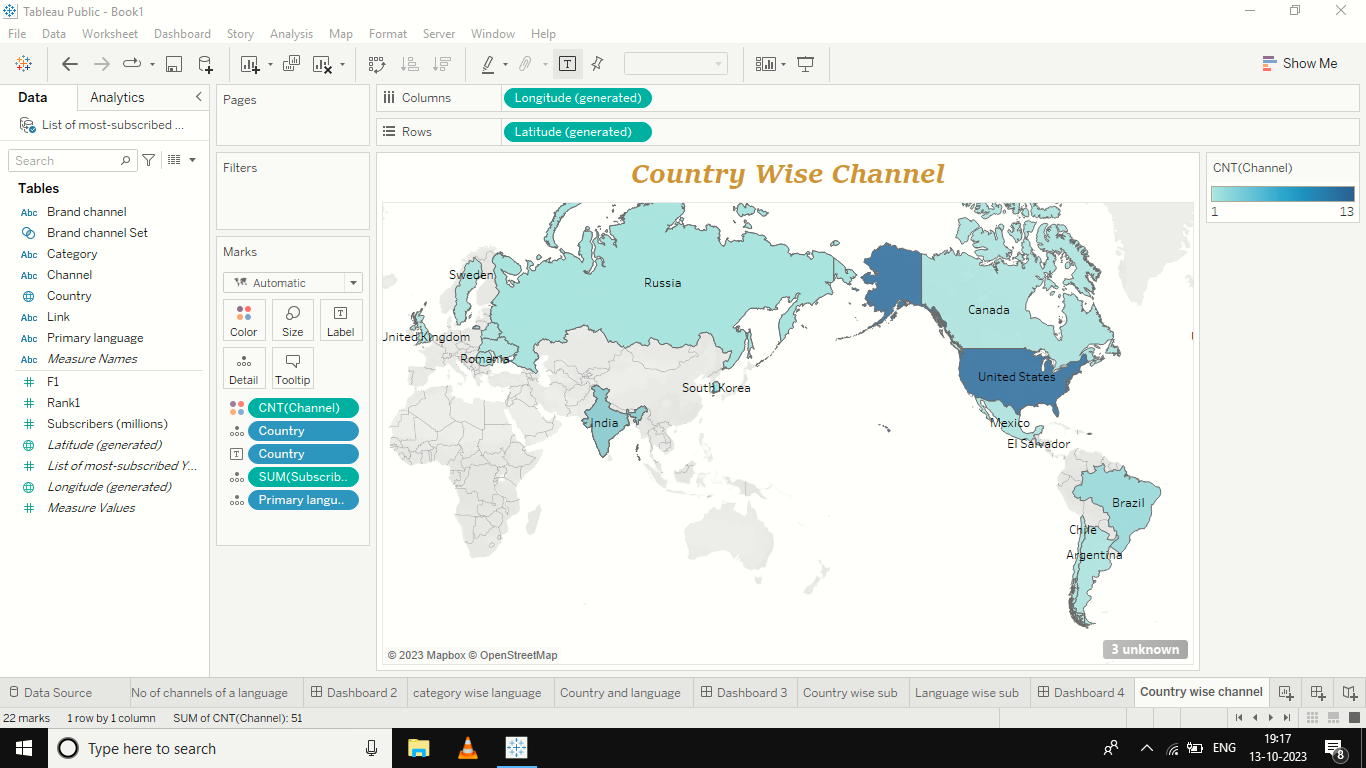 Tableau Public - Book1
File Data Worksheet Dashboard Story Analysis Map Format Server Window Help
Show Me
Data Analytics
List of most-subscribed ...
Search
Tables
Abc Brand channel
Brand channel Set
Abc Category
Abc Channel
Country
Abc Link
Abc Primary language
Abc Measure Names
F1
Rank1
Subscribers (millions)
Latitude (generated)
List of most-subscribed Y...
Longitude (generated)
Measure Values
Pages
Filters
Marks
Automatic
Color Size Label
Detail Tooltip
CNT(Channel)
Country
Country
SUM(Subscrib..
Primary langu..
Columns Longitude (generated)
Rows Latitude (generated)
Country Wise Channel
Sweden
Russia
Canada
United Kingdom
Romania
United States
South Korea
India
Mexico
El Salvador
Brazil
Chile
Argentina
© 2023 Mapbox © OpenStreetMap
3 unknown
CNT(Channel)
1 13
Data Source No of channels of a language Dashboard 2 category wise language Country and language Dashboard 3 Country wise sub Language wise sub Dashboard 4 Country wise channel
22 marks 1 row by 1 column SUM of CNT(Channel): 51
Type here to search
ENG
19:17
13-10-2023
8